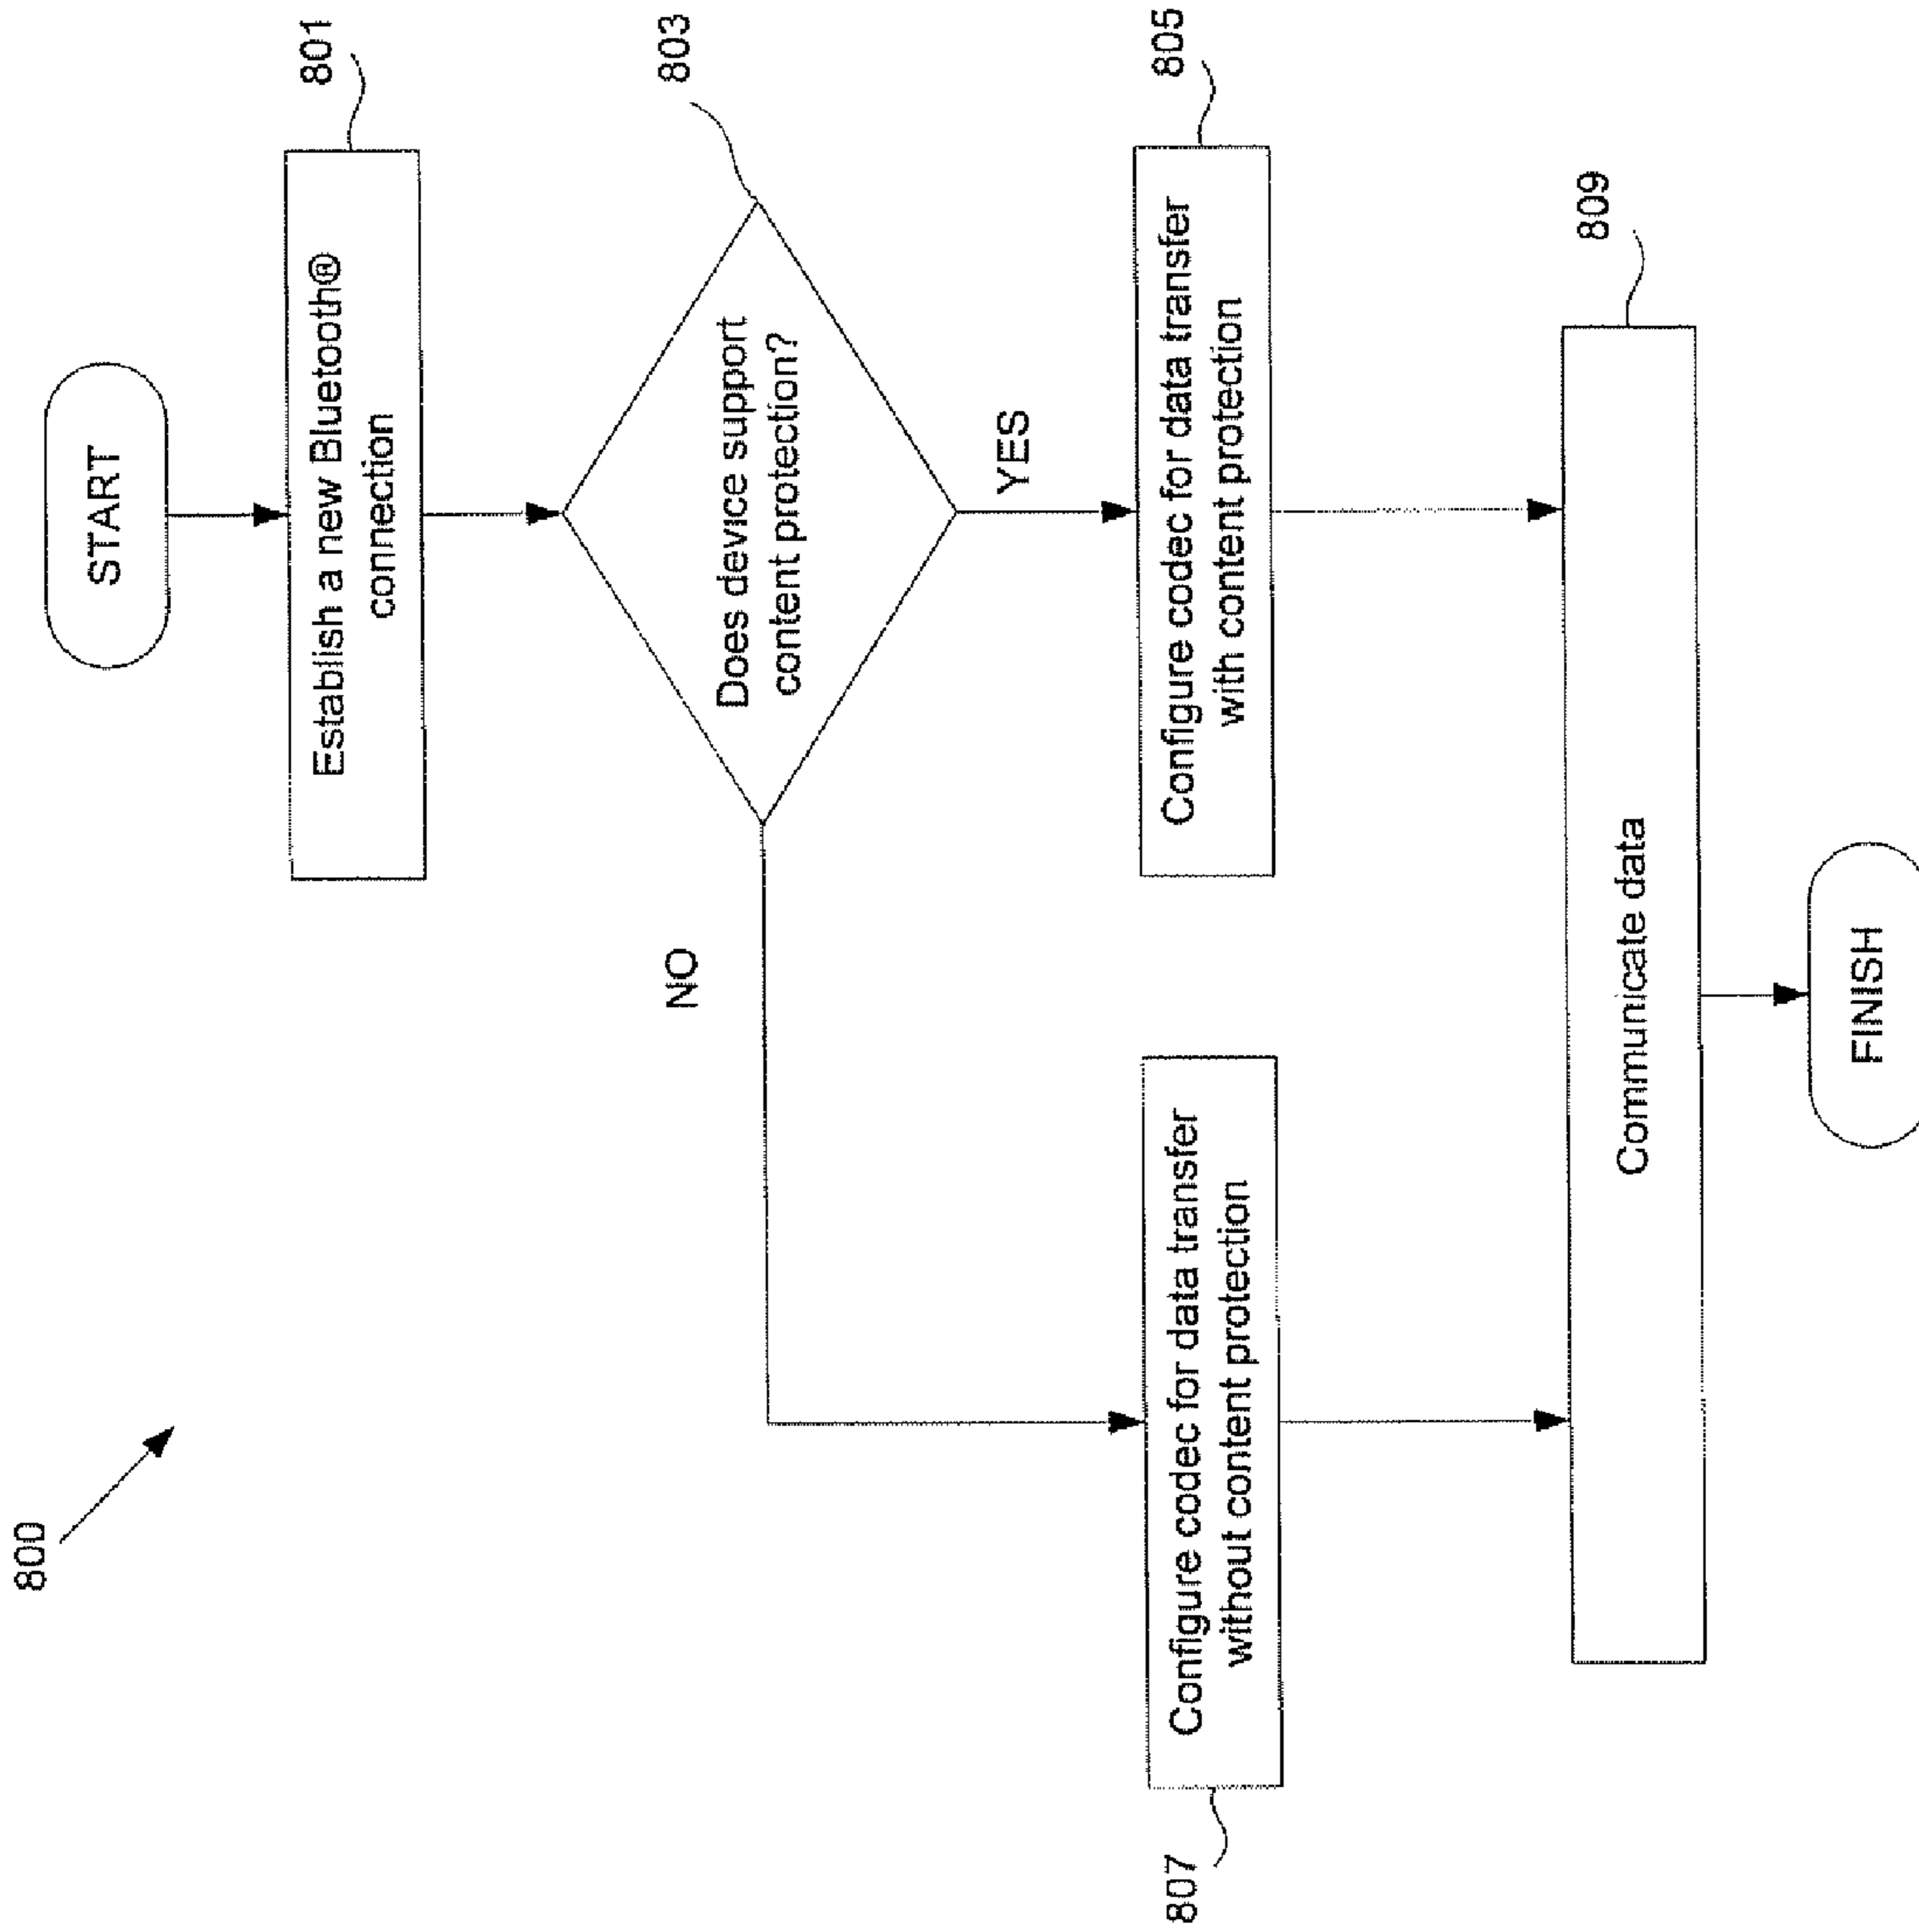 800
START
801
Establish a new Bluetooth®
connection
803
Does device support
content protection?
NO
YES
807
Configure codec for data transfer
without content protection
805
Configure codec for data transfer
with content protection
809
Communicate data
FINISH